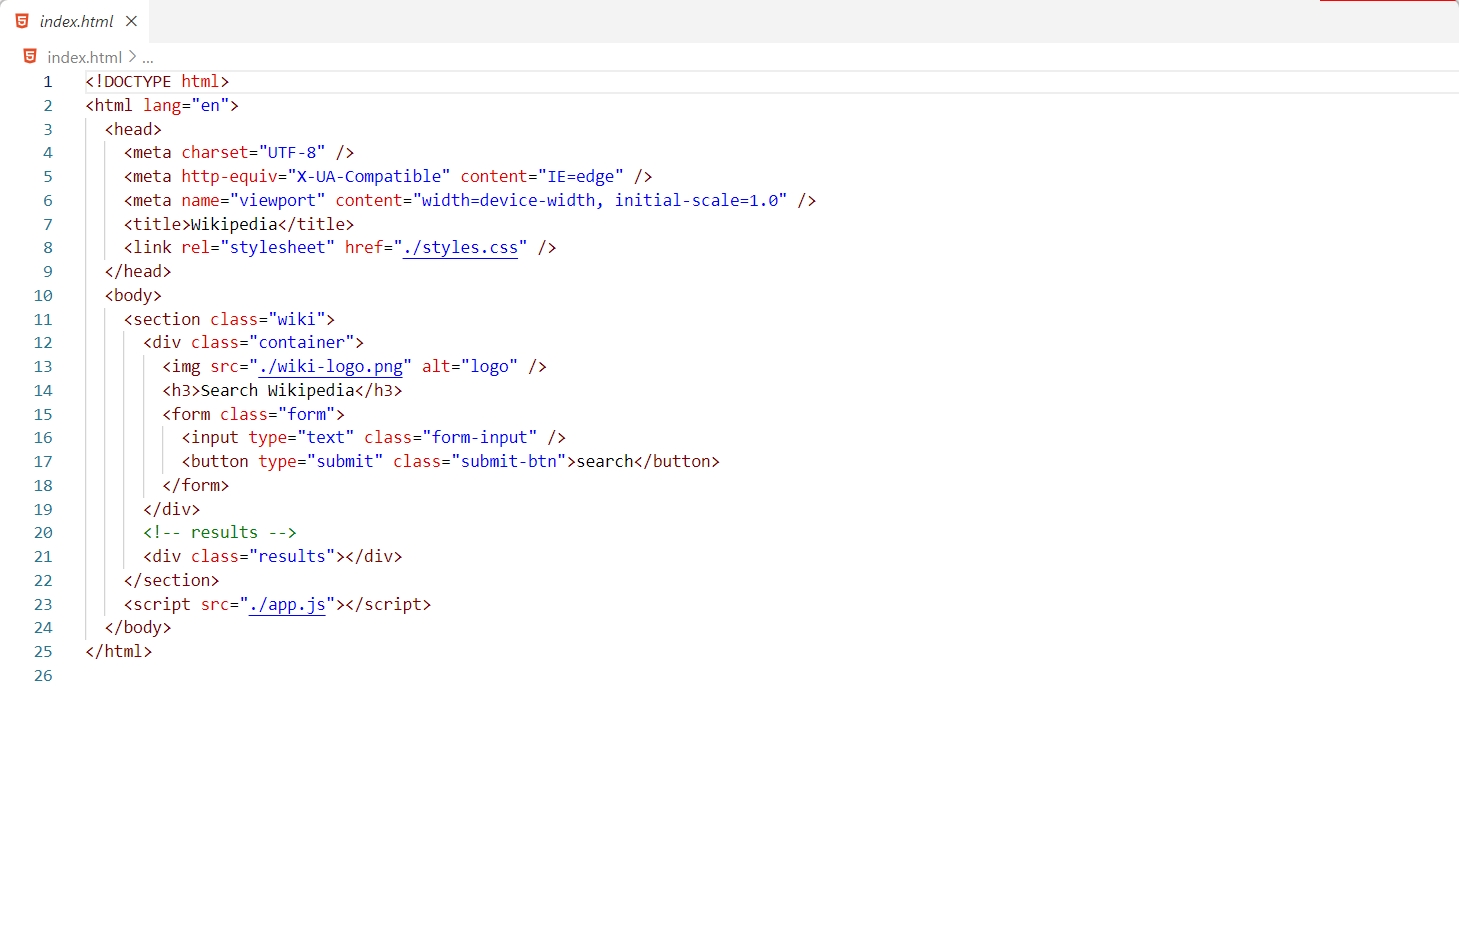 index.html
index.html > ...
1 <!DOCTYPE html>
2 <html lang="en">
3   <head>
4     <meta charset="UTF-8" />
5     <meta http-equiv="X-UA-Compatible" content="IE=edge" />
6     <meta name="viewport" content="width=device-width, initial-scale=1.0" />
7     <title>Wikipedia</title>
8     <link rel="stylesheet" href="./styles.css" />
9   </head>
10   <body>
11     <section class="wiki">
12       <div class="container">
13         <img src="./wiki-logo.png" alt="logo" />
14         <h3>Search Wikipedia</h3>
15         <form class="form">
16           <input type="text" class="form-input" />
17           <button type="submit" class="submit-btn">search</button>
18         </form>
19       </div>
20       <!-- results -->
21       <div class="results"></div>
22     </section>
23     <script src="./app.js"></script>
24   </body>
25 </html>
26